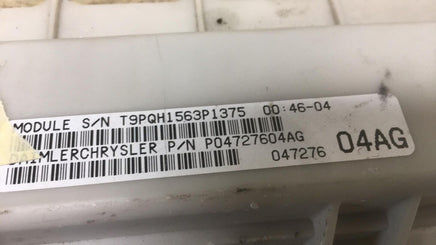 MODULE S/N T9PQH1563P1375 00:46-04
DAIMLERCHRYSLER P/N P04727604AG
047276
04AG